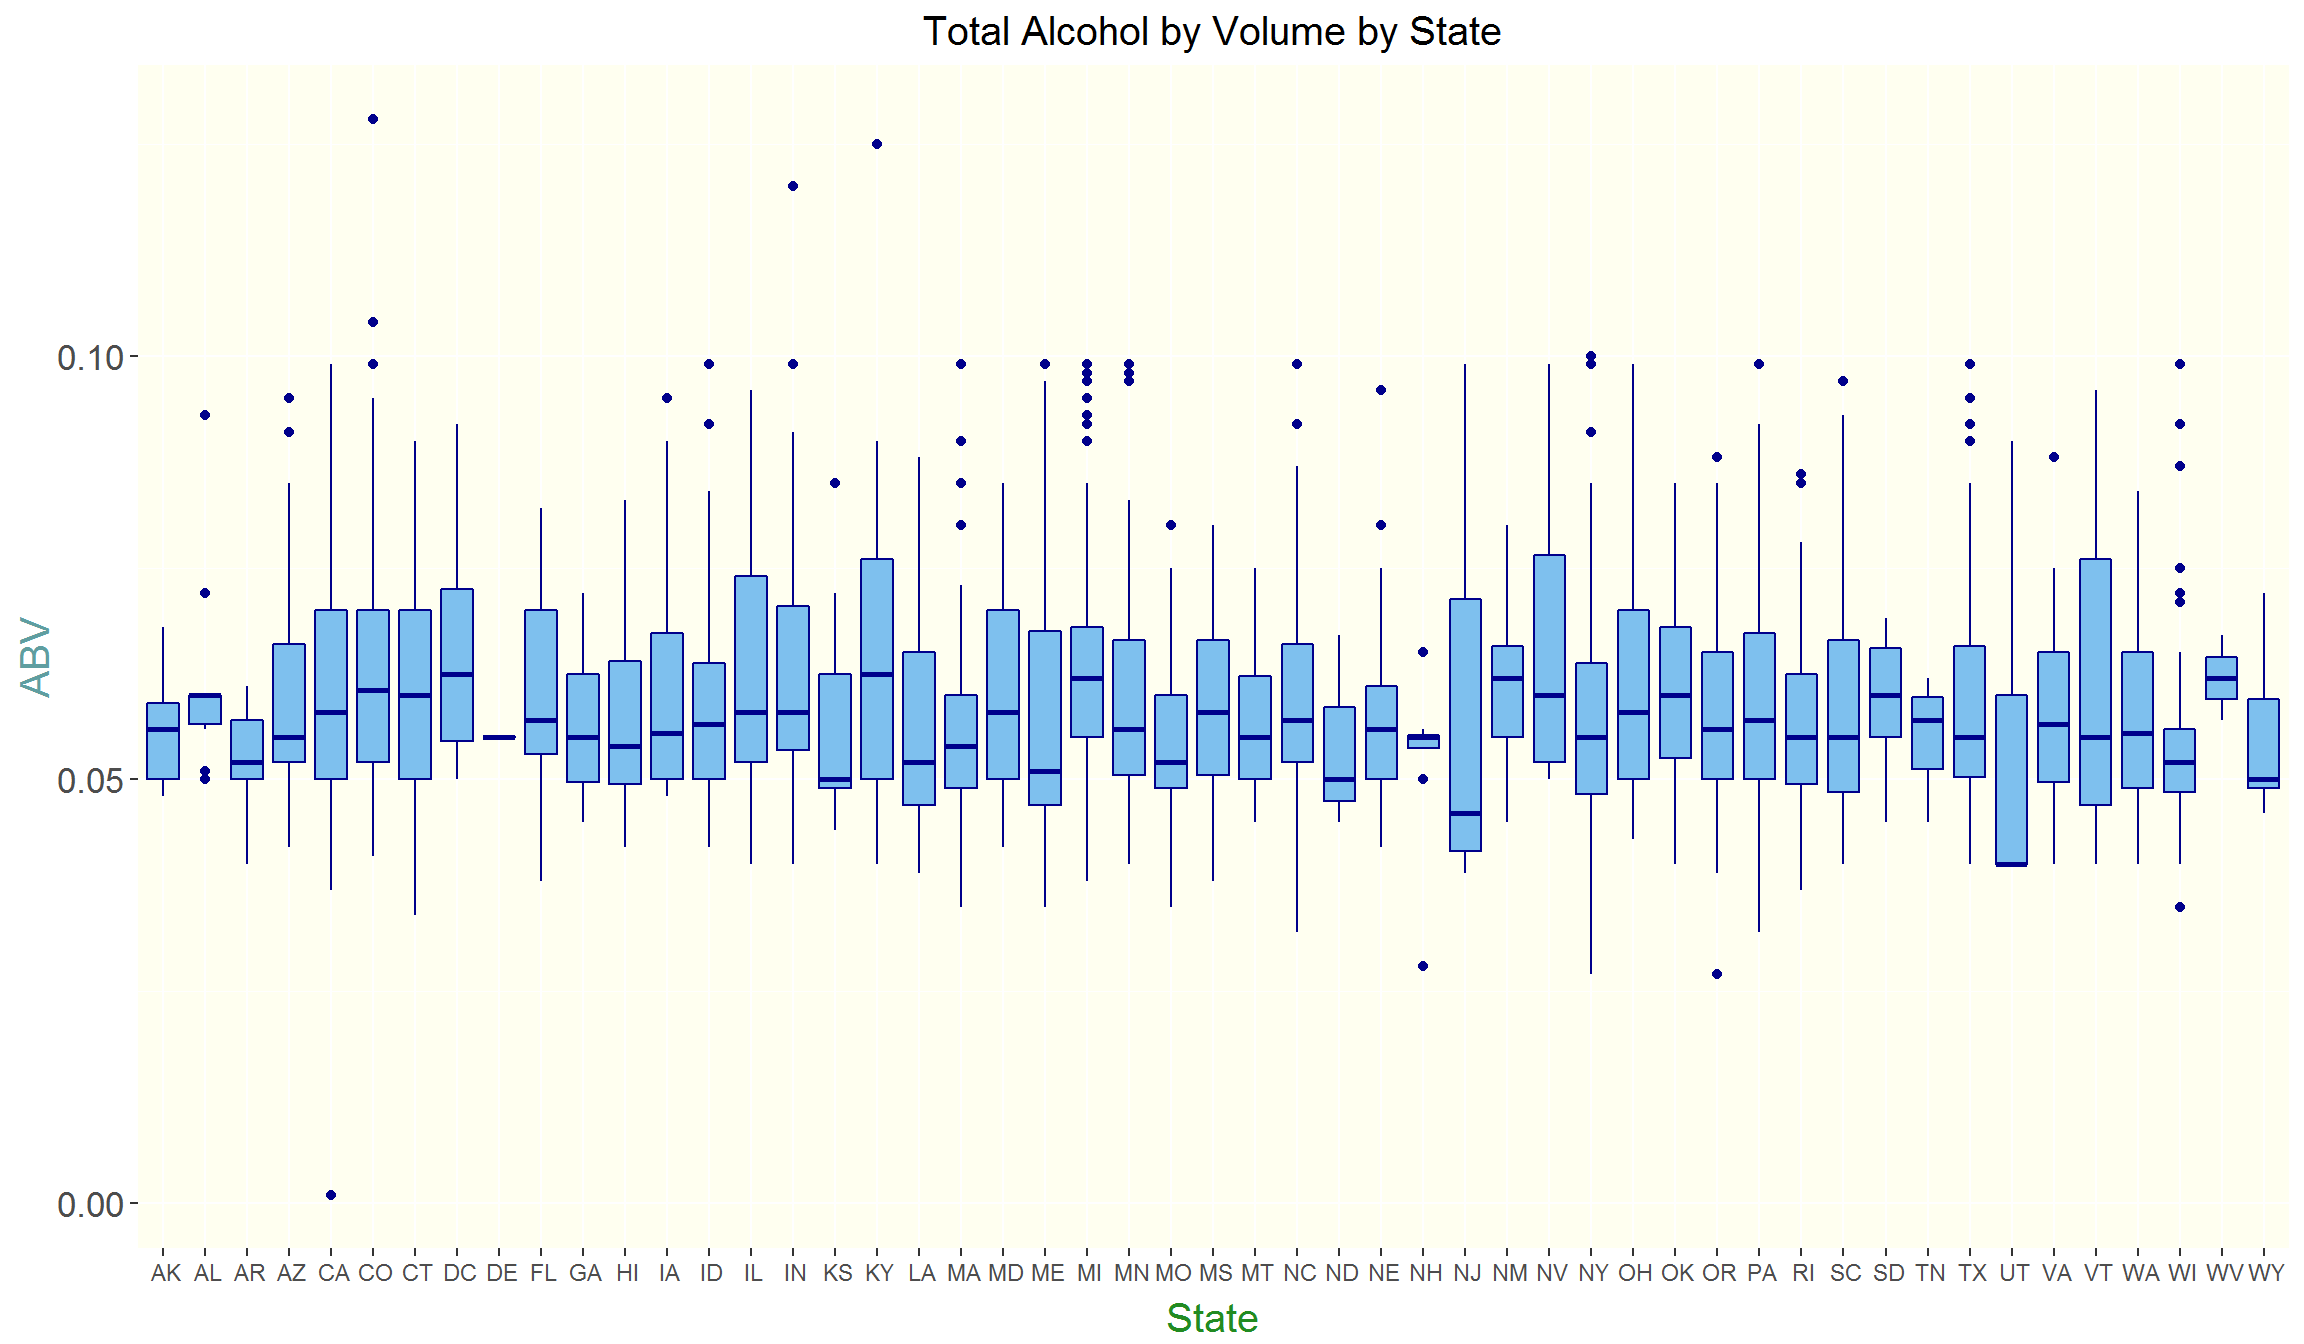 Total Alcohol by Volume by State
ABV
0.10
0.05
0.00
AK AL AR AZ CA CO CT DC DE FL GA HI IA ID IL IN KS KY LA MA MD ME MI MN MO MS MT NC ND NE NH NJ NM NV NY OH OK OR PA RI SC SD TN TX UT VA VT WA WI WV WY
State